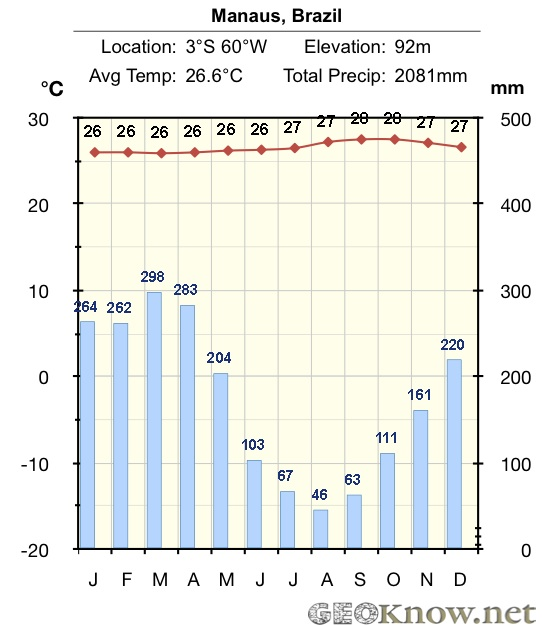 Manaus, Brazil
Location: 3°S 60°W Elevation: 92m
Avg Temp: 26.6°C Total Precip: 2081mm
°C mm
30 500
26 26 26 26 26 26 27 27 28 28 27 27
20 400
10 300
264 262 298 283 204 103 67 46 63 111 161 220
0 200
-10 100
-20 0
J F M A M J J A S O N D
GEOKnow.net